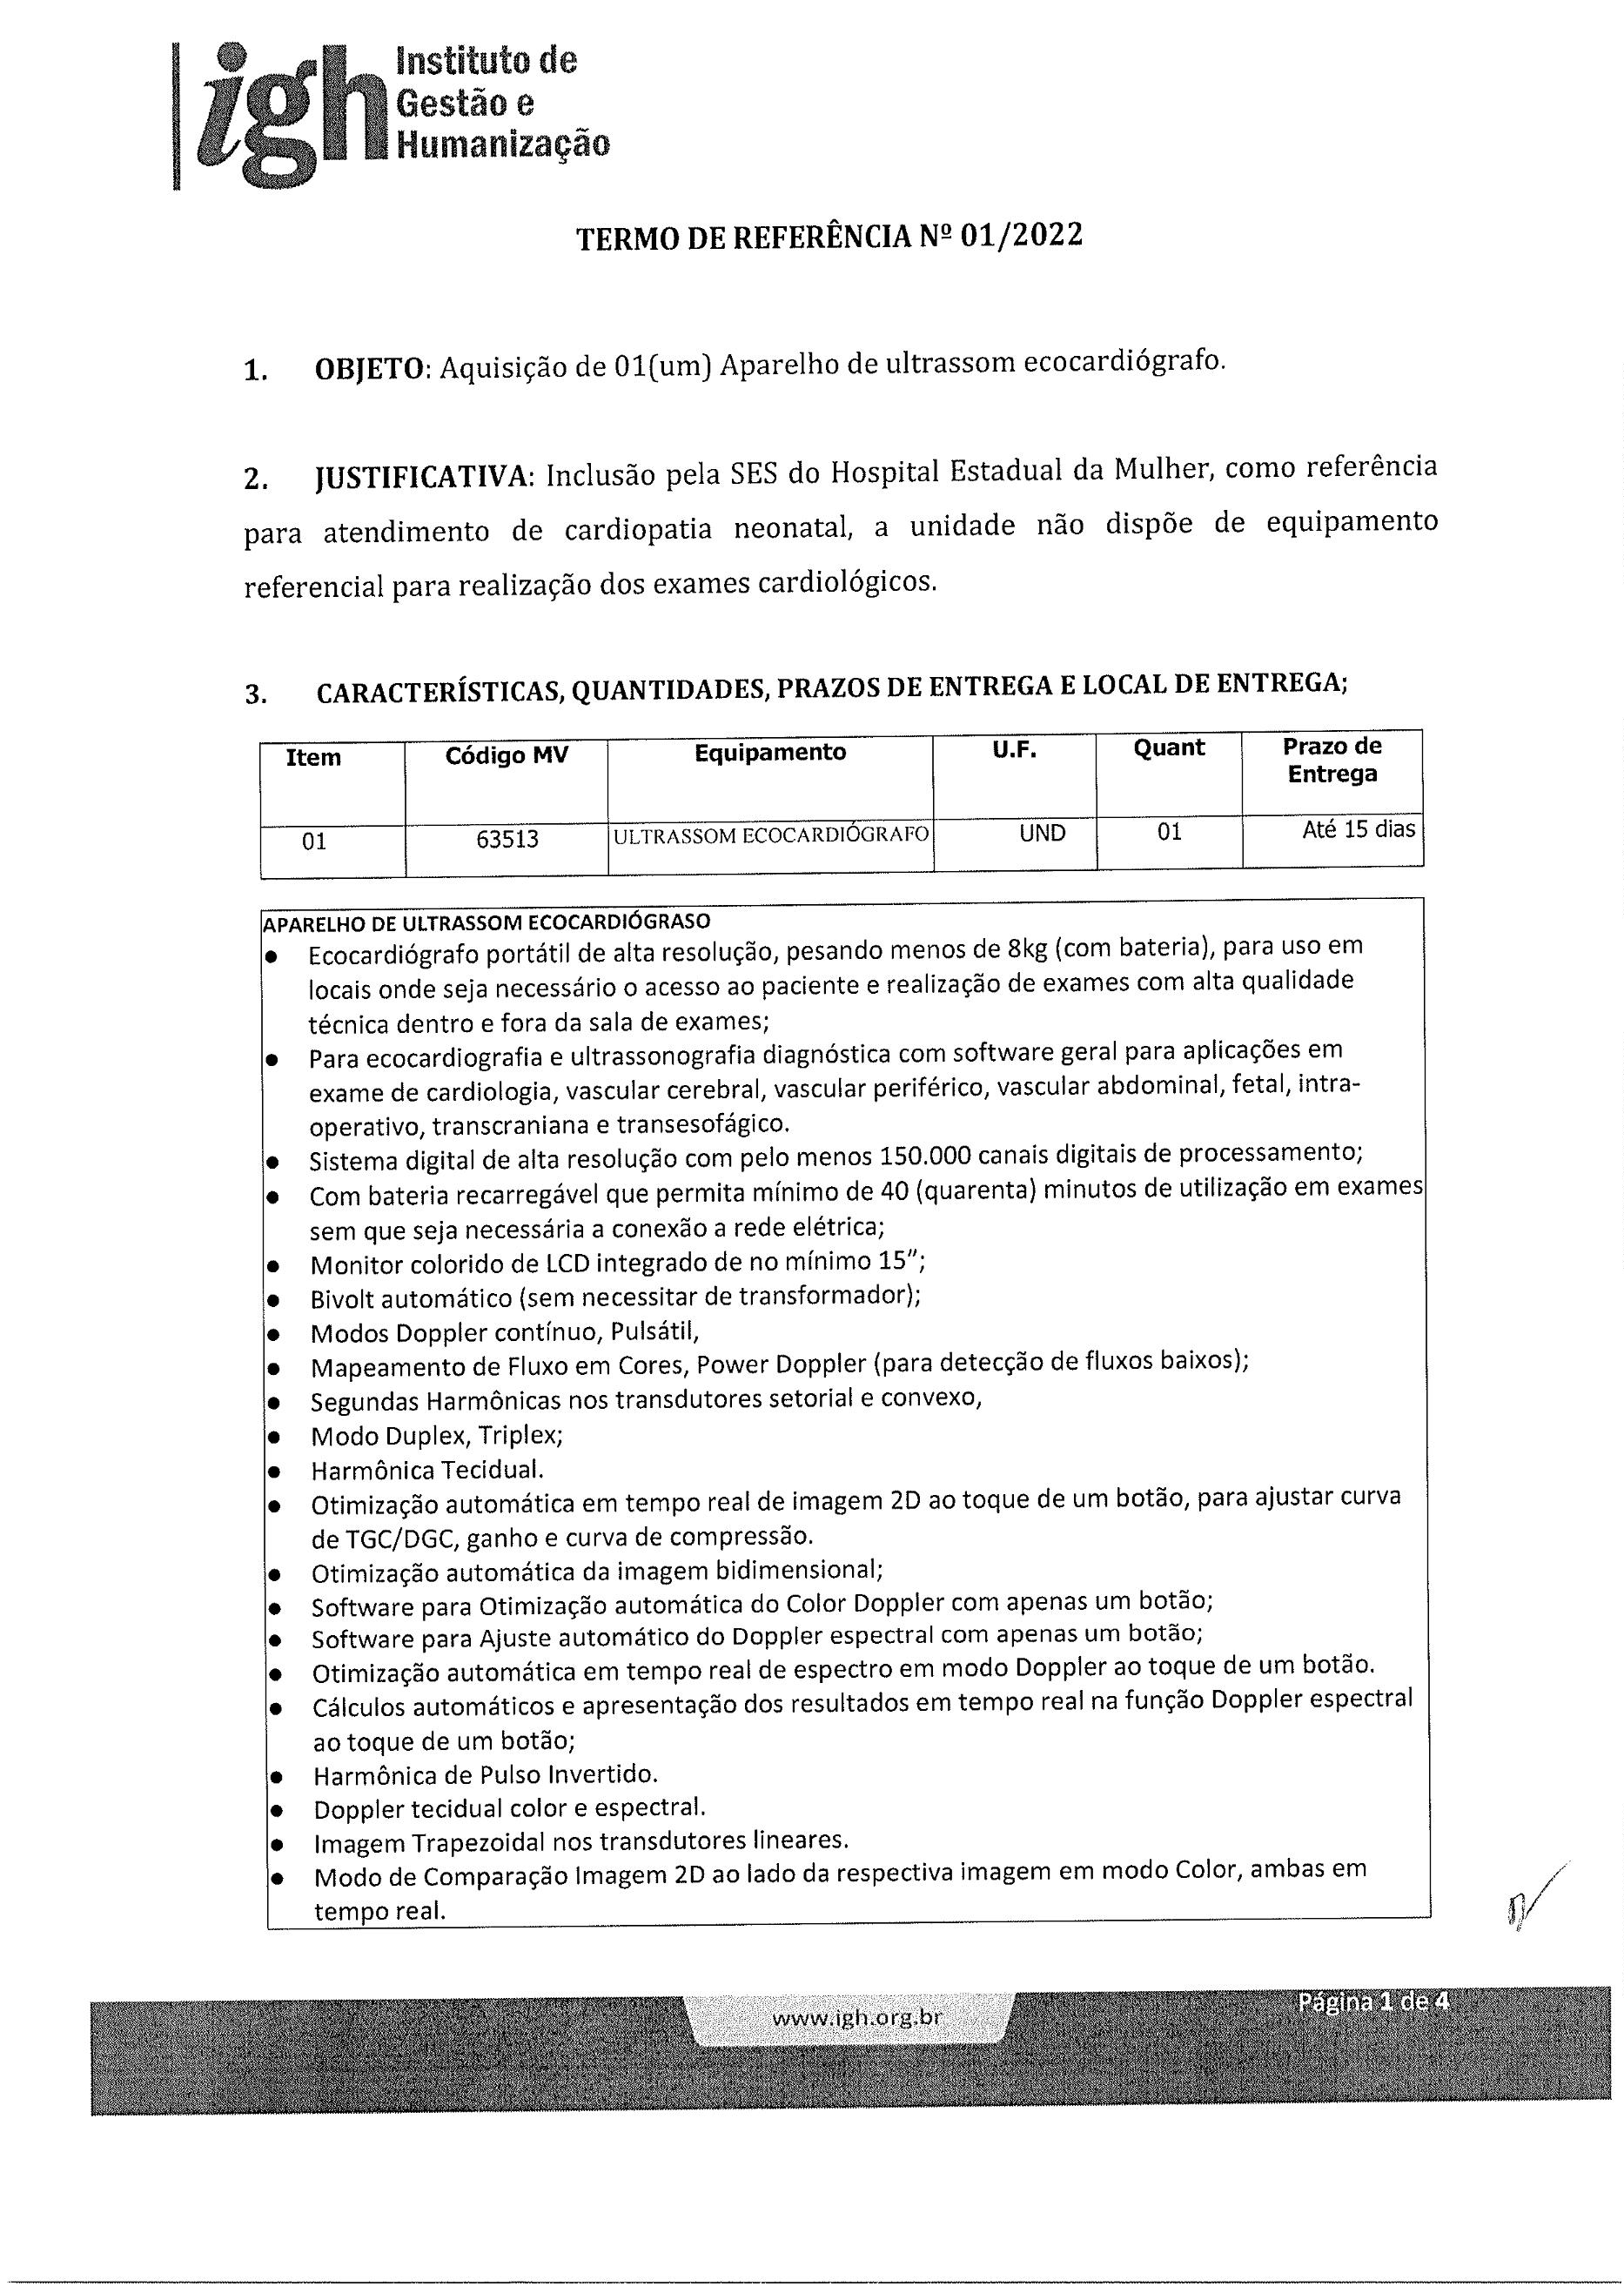 igh Instituto de
Gestão e
Humanização
TERMO DE REFERÊNCIA Nº 01/2022
1. OBJETO: Aquisição de 01(um) Aparelho de ultrassom ecocardiógrafo.
2. JUSTIFICATIVA: Inclusão pela SES do Hospital Estadual da Mulher, como referência
para atendimento de cardiopatia neonatal, a unidade não dispõe de equipamento
referencial para realização dos exames cardiológicos.
3. CARACTERÍSTICAS, QUANTIDADES, PRAZOS DE ENTREGA E LOCAL DE ENTREGA;
Item Código MV Equipamento U.F. Quant Prazo de
Entrega
01 63513 ULTRASSOM ECOCARDIÓGRAFO UND 01 Até 15 dias
APARELHO DE ULTRASSOM ECOCARDIÓGRASO
• Ecocardiógrafo portátil de alta resolução, pesando menos de 8kg (com bateria), para uso em
locais onde seja necessário o acesso ao paciente e realização de exames com alta qualidade
técnica dentro e fora da sala de exames;
• Para ecocardiografia e ultrassonografia diagnóstica com software geral para aplicações em
exame de cardiologia, vascular cerebral, vascular periférico, vascular abdominal, fetal, intra-
operativo, transcraniana e transesofágico.
• Sistema digital de alta resolução com pelo menos 150.000 canais digitais de processamento;
• Com bateria recarregável que permita mínimo de 40 (quarenta) minutos de utilização em exames
sem que seja necessária a conexão a rede elétrica;
• Monitor colorido de LCD integrado de no mínimo 15";
• Bivolt automático (sem necessitar de transformador);
• Modos Doppler contínuo, Pulsátil,
• Mapeamento de Fluxo em Cores, Power Doppler (para detecção de fluxos baixos);
• Segundas Harmônicas nos transdutores setorial e convexo,
• Modo Duplex, Triplex;
• Harmônica Tecidual.
• Otimização automática em tempo real de imagem 2D ao toque de um botão, para ajustar curva
de TGC/DGC, ganho e curva de compressão.
• Otimização automática da imagem bidimensional;
• Software para Otimização automática do Color Doppler com apenas um botão;
• Software para Ajuste automático do Doppler espectral com apenas um botão;
• Otimização automática em tempo real de espectro em modo Doppler ao toque de um botão.
• Cálculos automáticos e apresentação dos resultados em tempo real na função Doppler espectral
ao toque de um botão;
• Harmônica de Pulso Invertido.
• Doppler tecidual color e espectral.
• Imagem Trapezoidal nos transdutores lineares.
• Modo de Comparação Imagem 2D ao lado da respectiva imagem em modo Color, ambas em
tempo real.
www.igh.org.br
Página 1 de 4